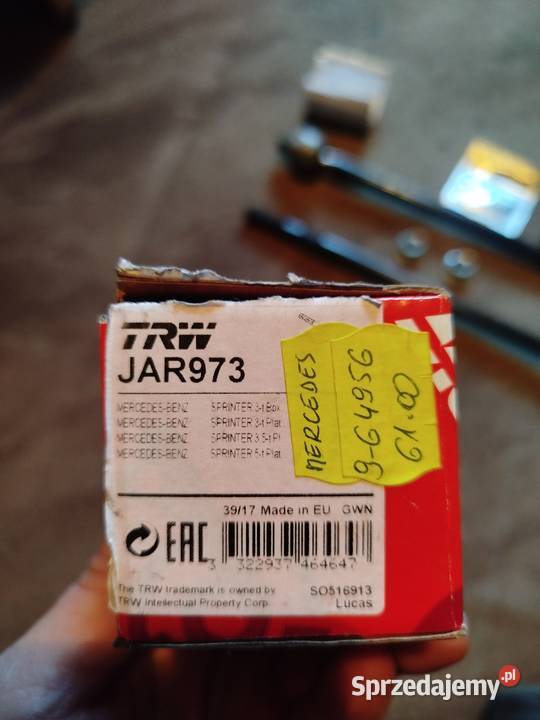 TRW
JAR973
MERCEDES-BENZ SPRINTER 3-t Box
MERCEDES-BENZ SPRINTER 3-t Plat
MERCEDES-BENZ SPRINTER 3,5-t Pl
MERCEDES-BENZ SPRINTER 5-t Plat
MERCEDES
9-64956
61.00
39/17 Made in EU GWN
EAC
3 322937 464647
The TRW trademark is owned by
TRW Intellectual Property Corp.
SO516913
Lucas
Sprzedajemy.pl